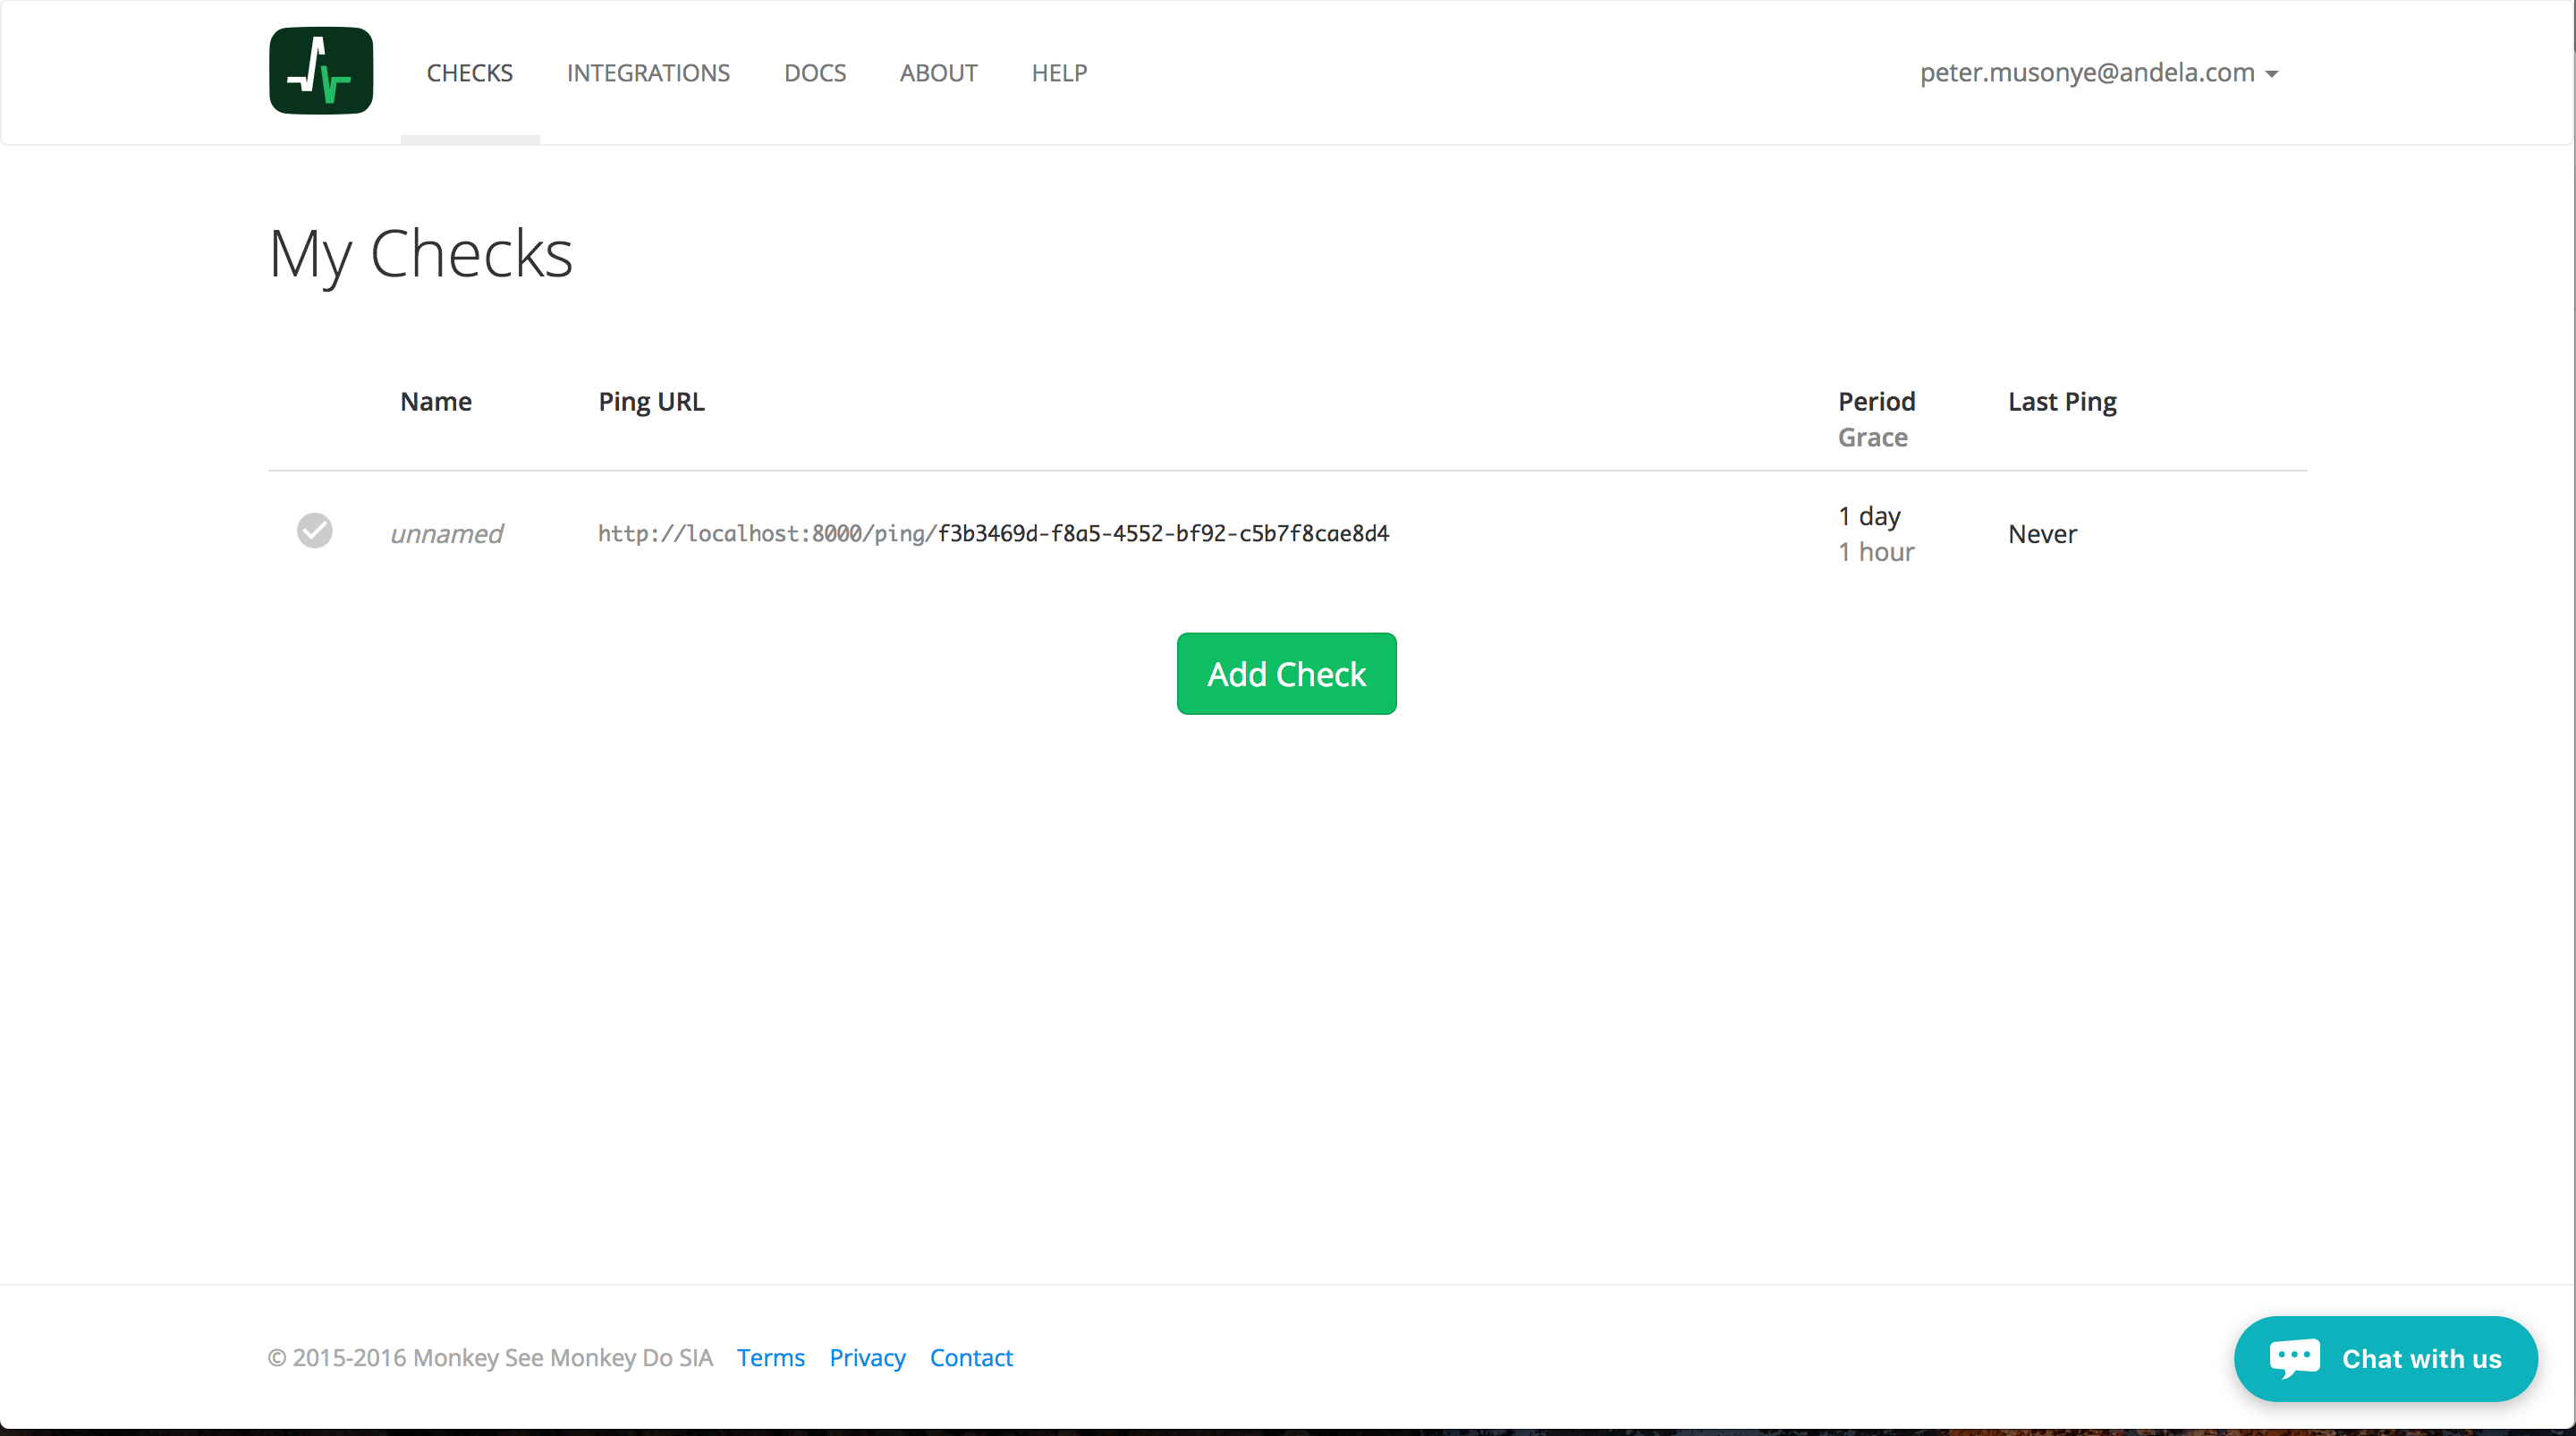 CHECKS INTEGRATIONS DOCS ABOUT HELP peter.musonye@andela.com
My Checks
Name Ping URL Period Last Ping
Grace
unnamed http://localhost:8000/ping/f3b3469d-f8a5-4552-bf92-c5b7f8cae8d4 1 day Never
1 hour
Add Check
© 2015-2016 Monkey See Monkey Do SIA Terms Privacy Contact
Chat with us